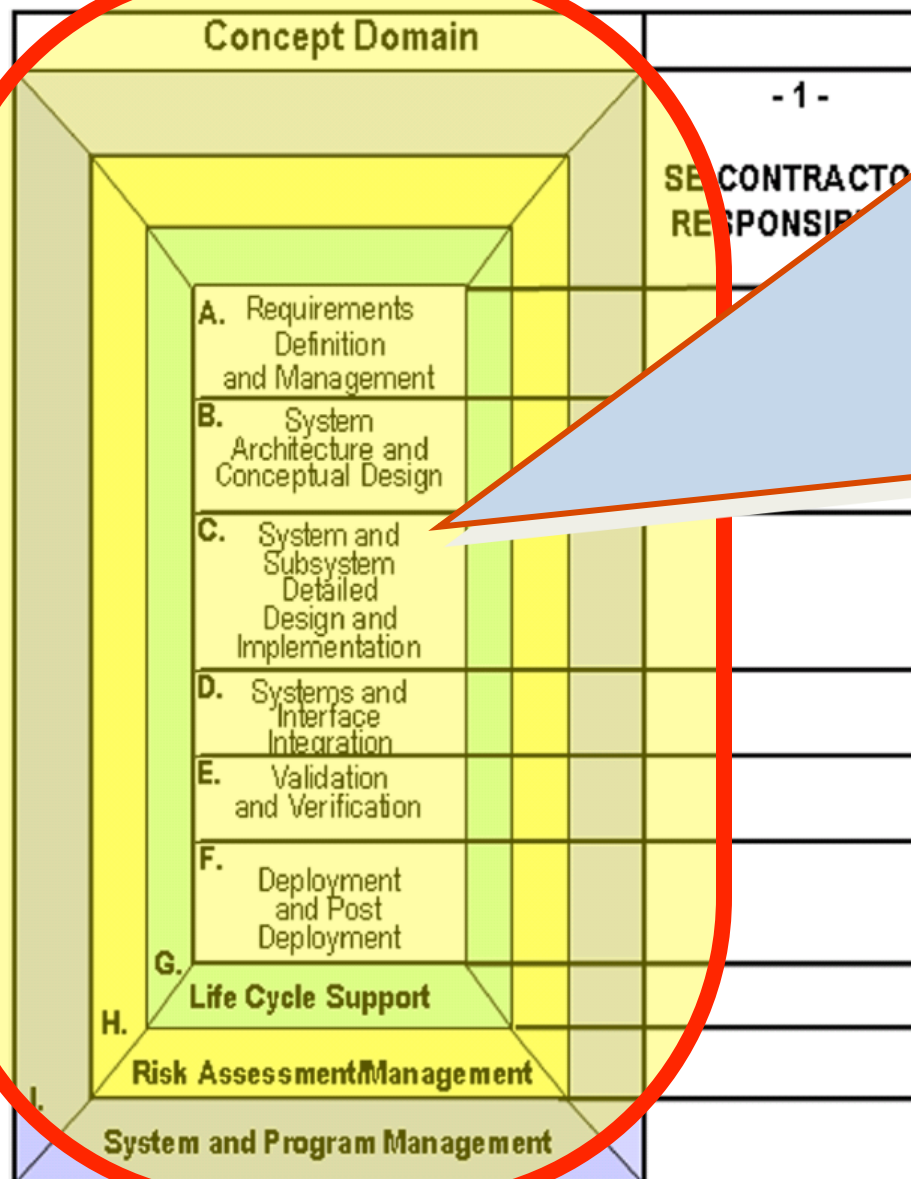 Concept Domain
- 1 -
SE CONTRACTO
A. Requirements
Definition
and Management
B. System
Architecture and
Conceptual Design
C. System and
Subsystem
Detailed
Design and
Implementation
D. Systems and
Interface
Integration
E. Validation
and Verification
F.
Deployment
and Post
Deployment
G.
Life Cycle Support
H.
Risk Assessment/Management
I.
System and Program Management